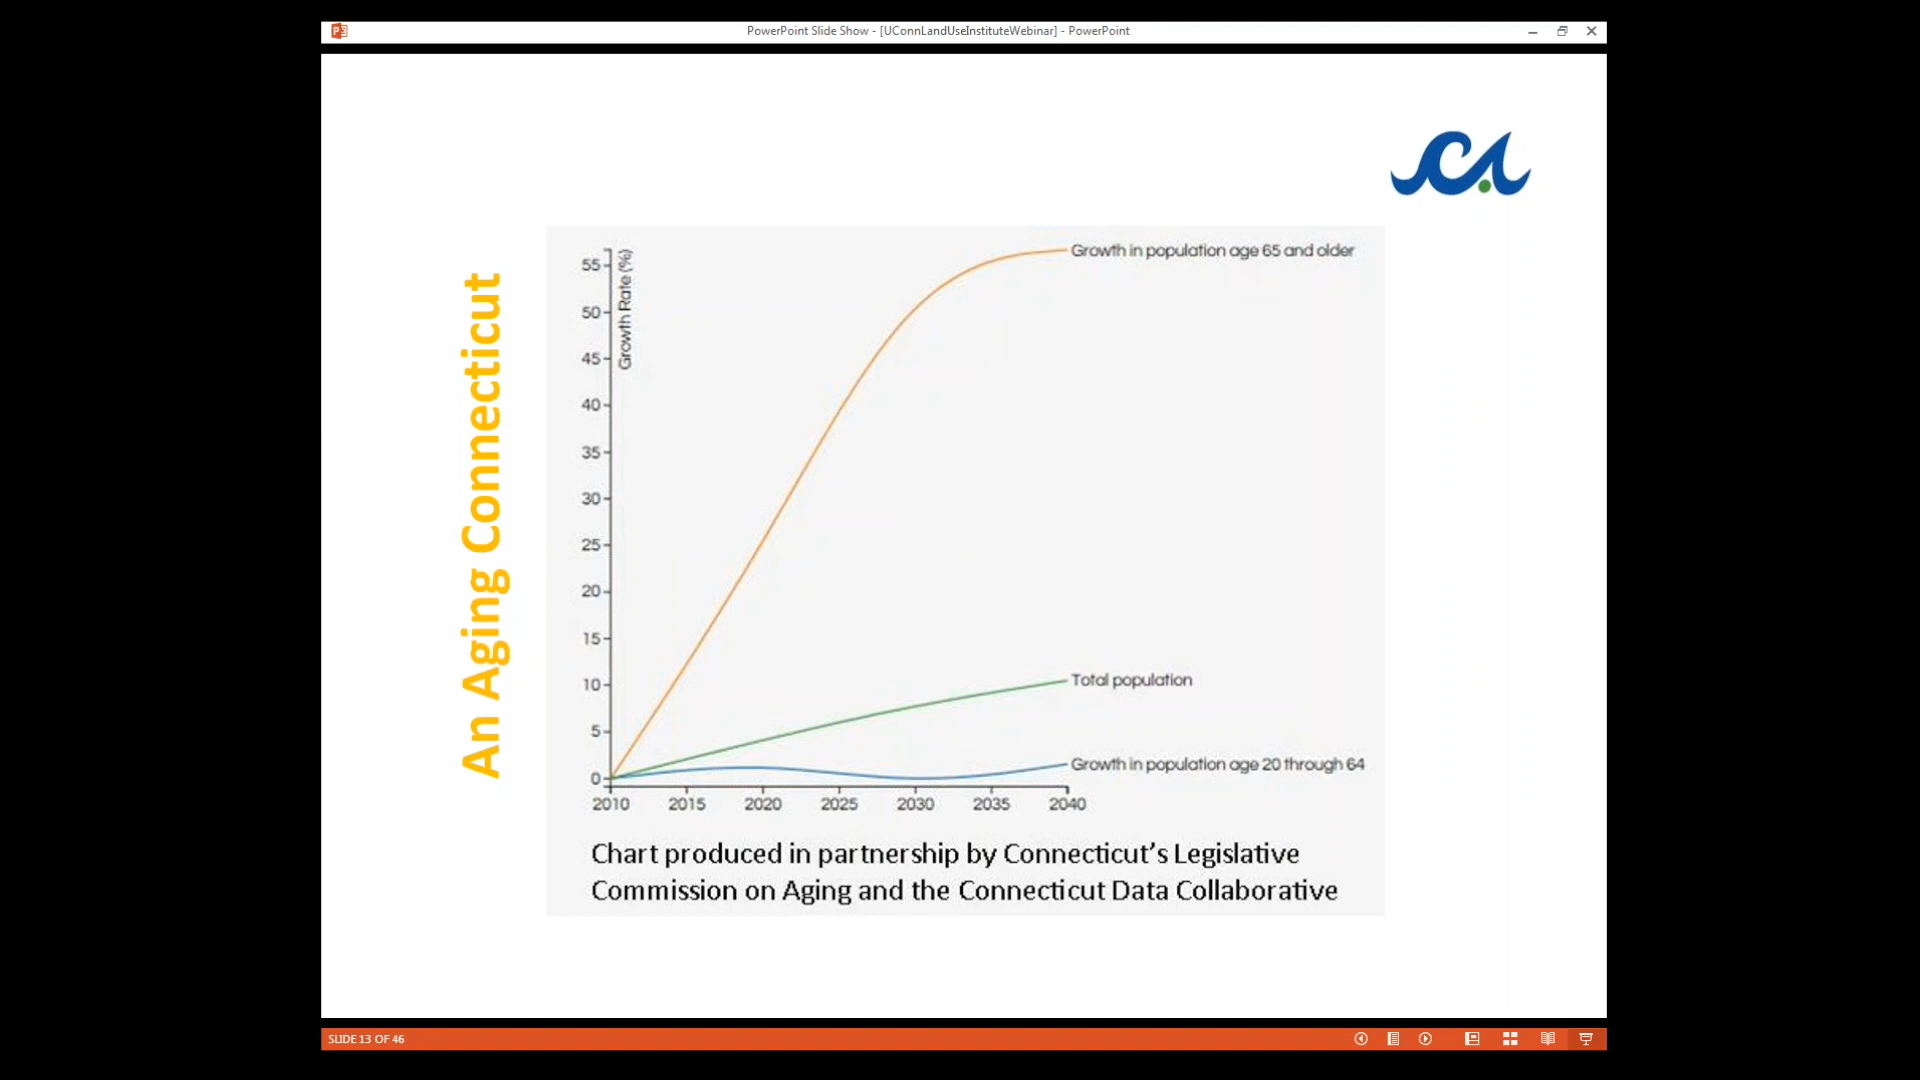 PowerPoint Slide Show - [UConnLandUseInstituteWebinar] - PowerPoint
An Aging Connecticut
CA
Growth Rate (%)
55
50
45
40
35
30
25
20
15
10
5
0
2010 2015 2020 2025 2030 2035 2040
Growth in population age 65 and older
Total population
Growth in population age 20 through 64
Chart produced in partnership by Connecticut's Legislative
Commission on Aging and the Connecticut Data Collaborative
SLIDE 13 OF 46